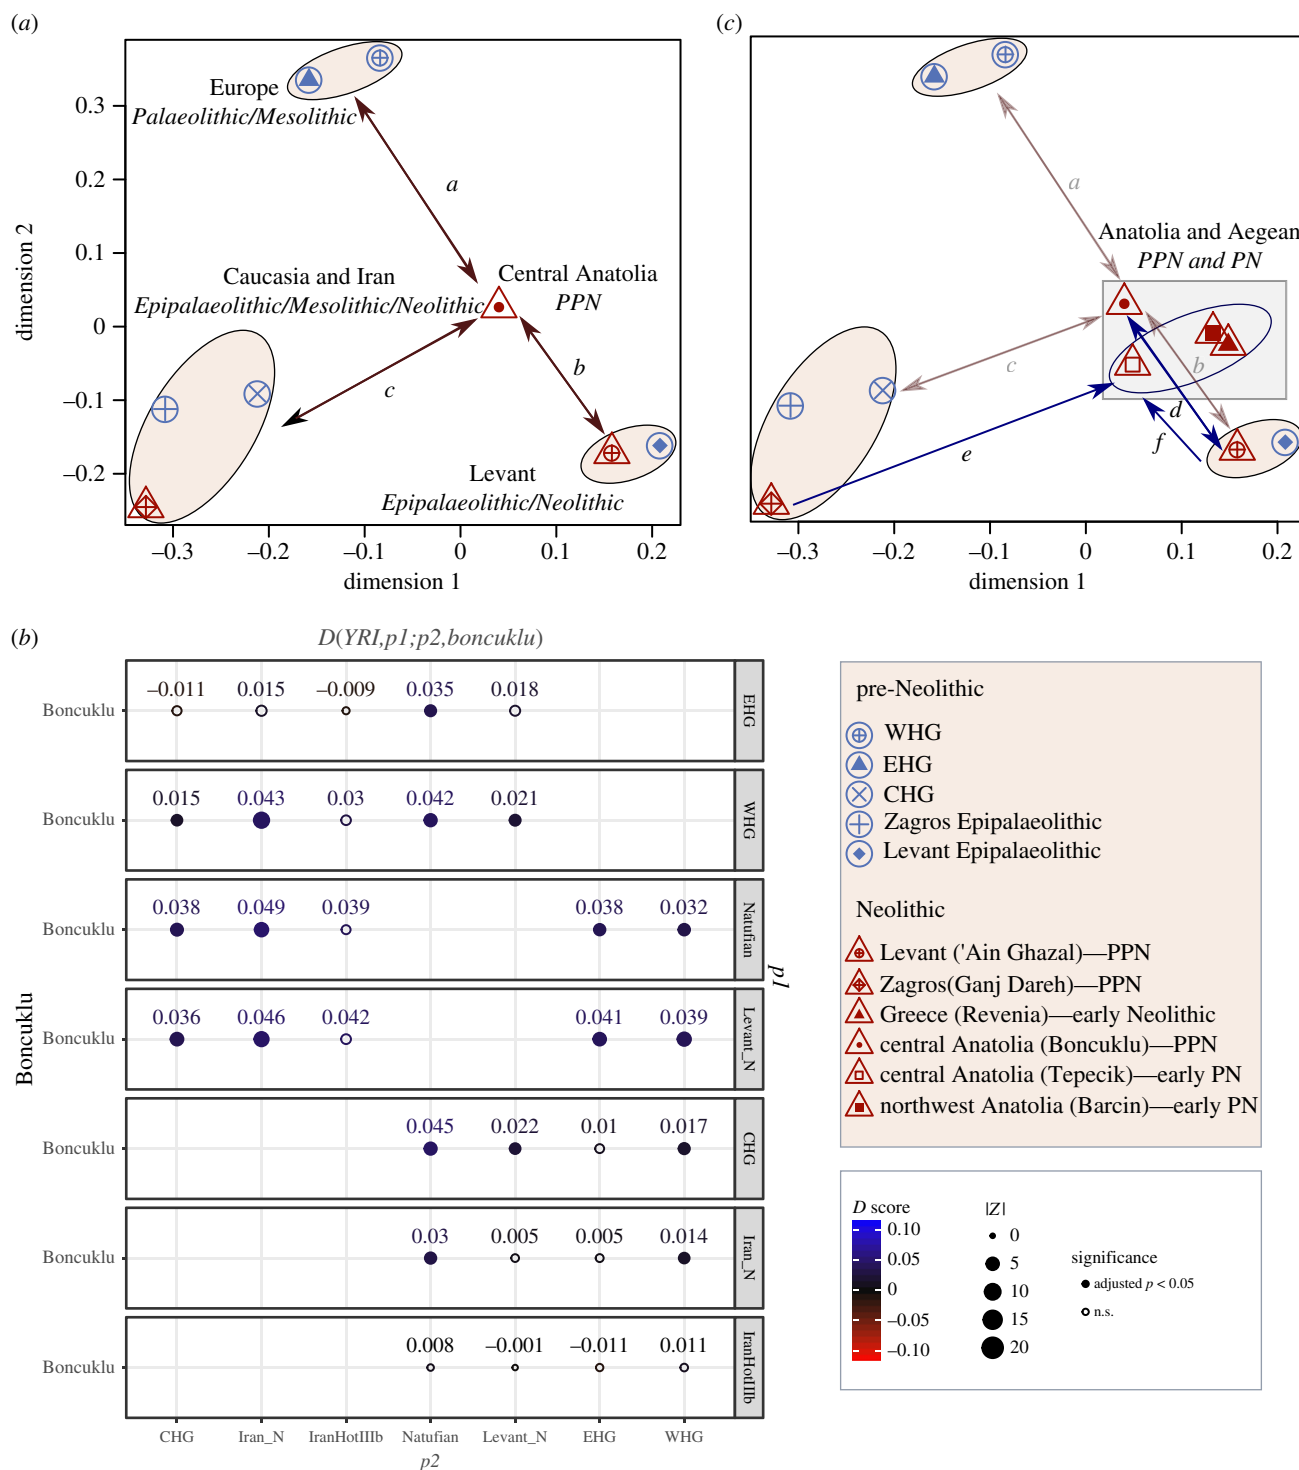 (a)
Europe
Palaeolithic/Mesolithic
a
Caucasia and Iran
Epipalaeolithic/Mesolithic/Neolithic
Central Anatolia
PPN
b
c
Levant
Epipalaeolithic/Neolithic
dimension 2
0.3
0.2
0.1
0
–0.1
–0.2
–0.3 –0.2 –0.1 0 0.1 0.2
dimension 1
(c)
a
Anatolia and Aegean
PPN and PN
c
b
d
e
f
–0.3 –0.2 –0.1 0 0.1 0.2
dimension 1
(b)
D(YRI,p1;p2,boncuklu)
Boncuklu
p1
Boncuklu –0.011 0.015 –0.009 0.035 0.018 EHG
Boncuklu 0.015 0.043 0.03 0.042 0.021 WHG
Boncuklu 0.038 0.049 0.039 0.038 0.032 Natufian
Boncuklu 0.036 0.046 0.042 0.041 0.039 Levant_N
Boncuklu 0.045 0.022 0.01 0.017 CHG
Boncuklu 0.03 0.005 0.005 0.014 Iran_N
Boncuklu 0.008 –0.001 –0.011 0.011 IranHotIIIb
CHG Iran_N IranHotIIIb Natufian Levant_N EHG WHG
p2
pre-Neolithic
WHG
EHG
CHG
Zagros Epipalaeolithic
Levant Epipalaeolithic
Neolithic
Levant ('Ain Ghazal)—PPN
Zagros(Ganj Dareh)—PPN
Greece (Revenia)—early Neolithic
central Anatolia (Boncuklu)—PPN
central Anatolia (Tepecik)—early PN
northwest Anatolia (Barcin)—early PN
D score
0.10
0.05
0
–0.05
–0.10
|Z|
0
5
10
15
20
significance
adjusted p < 0.05
n.s.